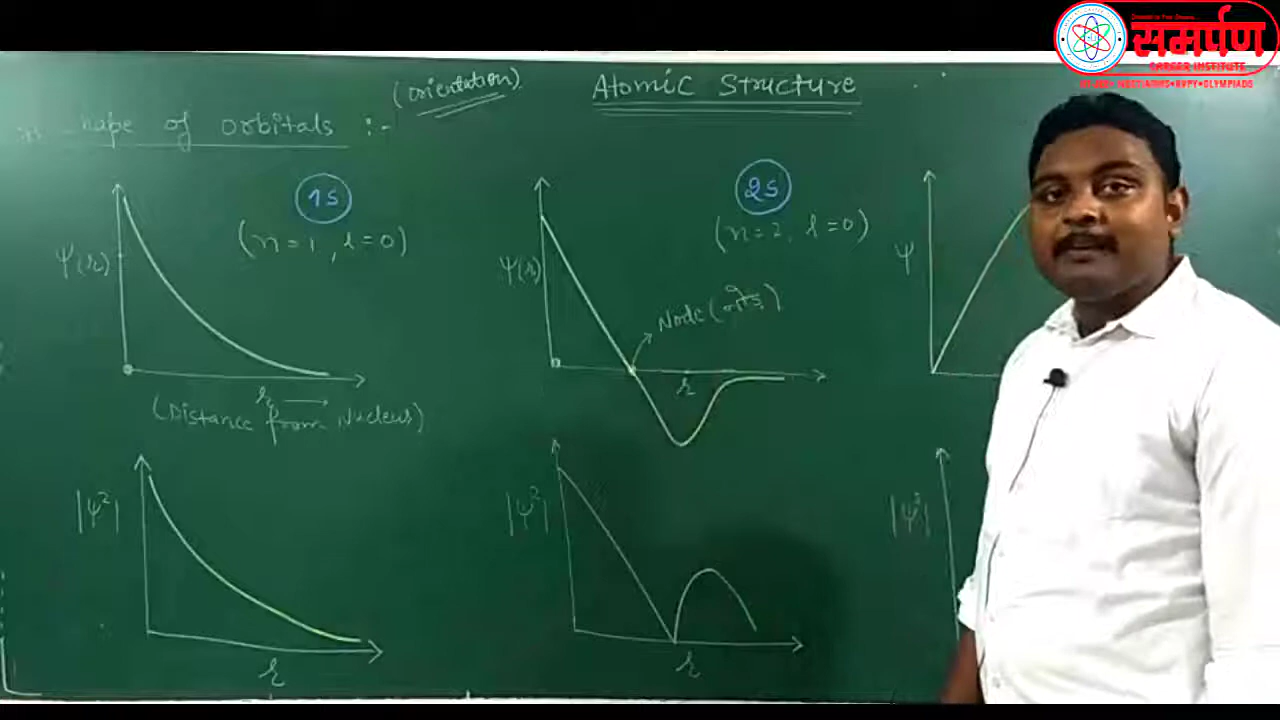 समर्पण
CAREER INSTITUTE
(orientation)
Atomic Structure
Shape of orbitals :-
1s
(n=1, l=0)
ψ(r)
r →
(Distance from Nucleus)
2s
(n=2, l=0)
ψ(r)
Node (गाँठ)
r
ψ
|ψ²|
r
|ψ²|
r
|ψ²|